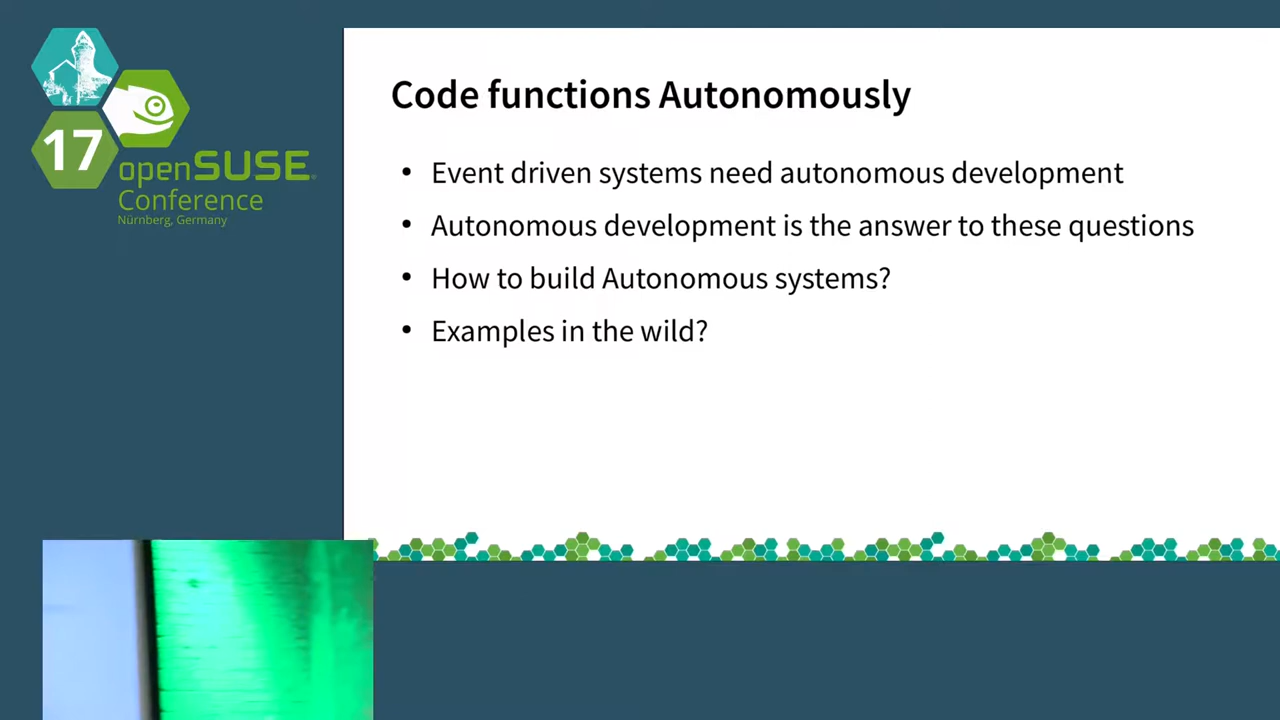 17
openSUSE
Conference
Nürnberg, Germany
Code functions Autonomously
• Event driven systems need autonomous development
• Autonomous development is the answer to these questions
• How to build Autonomous systems?
• Examples in the wild?